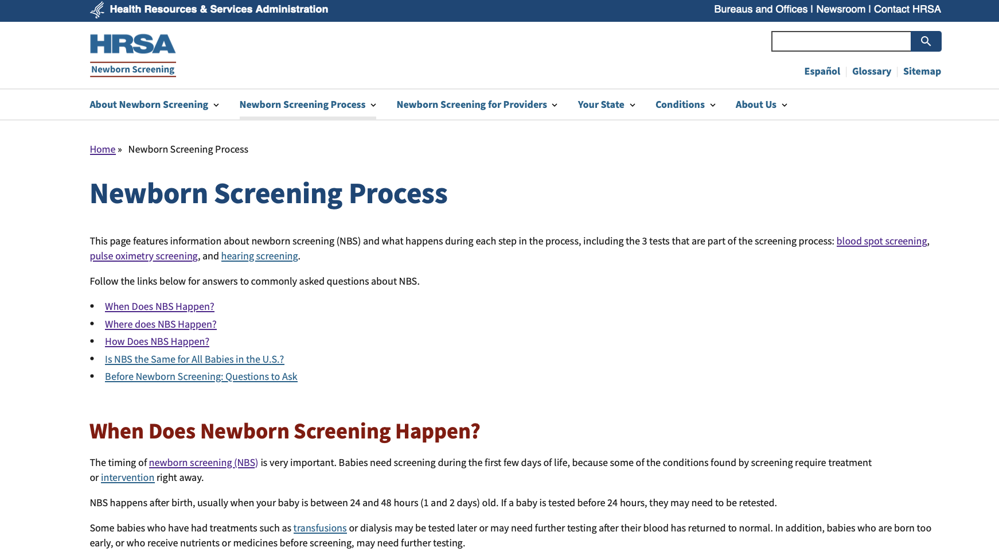 Health Resources & Services Administration
Bureaus and Offices | Newsroom | Contact HRSA
HRSA
Newborn Screening
Español | Glossary | Sitemap
About Newborn Screening
Newborn Screening Process
Newborn Screening for Providers
Your State
Conditions
About Us
Home » Newborn Screening Process
Newborn Screening Process
This page features information about newborn screening (NBS) and what happens during each step in the process, including the 3 tests that are part of the screening process: blood spot screening,
pulse oximetry screening, and hearing screening.
Follow the links below for answers to commonly asked questions about NBS.
• When Does NBS Happen?
• Where does NBS Happen?
• How Does NBS Happen?
• Is NBS the Same for All Babies in the U.S.?
• Before Newborn Screening: Questions to Ask
When Does Newborn Screening Happen?
The timing of newborn screening (NBS) is very important. Babies need screening during the first few days of life, because some of the conditions found by screening require treatment
or intervention right away.
NBS happens after birth, usually when your baby is between 24 and 48 hours (1 and 2 days) old. If a baby is tested before 24 hours, they may need to be retested.
Some babies who have had treatments such as transfusions or dialysis may be tested later or may need further testing after their blood has returned to normal. In addition, babies who are born too
early, or who receive nutrients or medicines before screening, may need further testing.